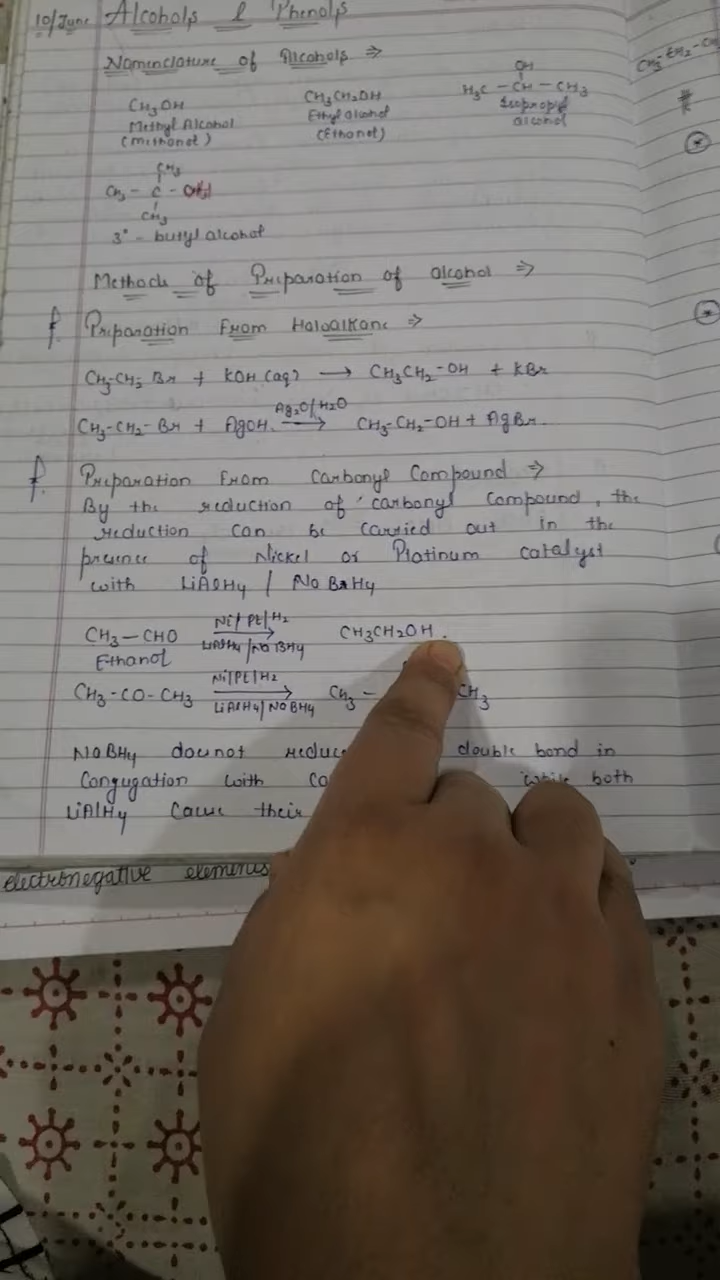 10/June Alcohols & Phenols
Nomenclature of Alcohols ⇒
CH3OH
Methyl Alcohol
(methanol)
CH3CH2OH
Ethyl alcohol
(Ethanol)
OH
H3C - CH - CH3
Isopropyl
alcohol
CH3-CH2-
CH3
CH3 - C -
CH3
3° - butyl alcohol
Methods of Preparation of alcohol ⇒
Preparation From Haloalkane ⇒
CH3-CH2 Br + KOH (aq) → CH3CH2-OH + KBr
Ag2O/H2O
CH3-CH2-Br + AgOH → CH3-CH2-OH + AgBr.
Preparation From Carbonyl Compound ⇒
By the reduction of carbonyl compound, the
reduction can be carried out in the
presence of Nickel or Platinum catalyst
with LiAlH4 / NaBH4
Ni/Pt/H2
CH3-CHO → CH3CH2OH.
LiAlH4/NaBH4
Ethanol
Ni/Pt/H2
CH3-CO-CH3 → CH3 - CH3
LiAlH4/NaBH4
NaBH4 dounot reduce double bond in
Congugation with while both
LiAlH4 Cause their
electronegative elements